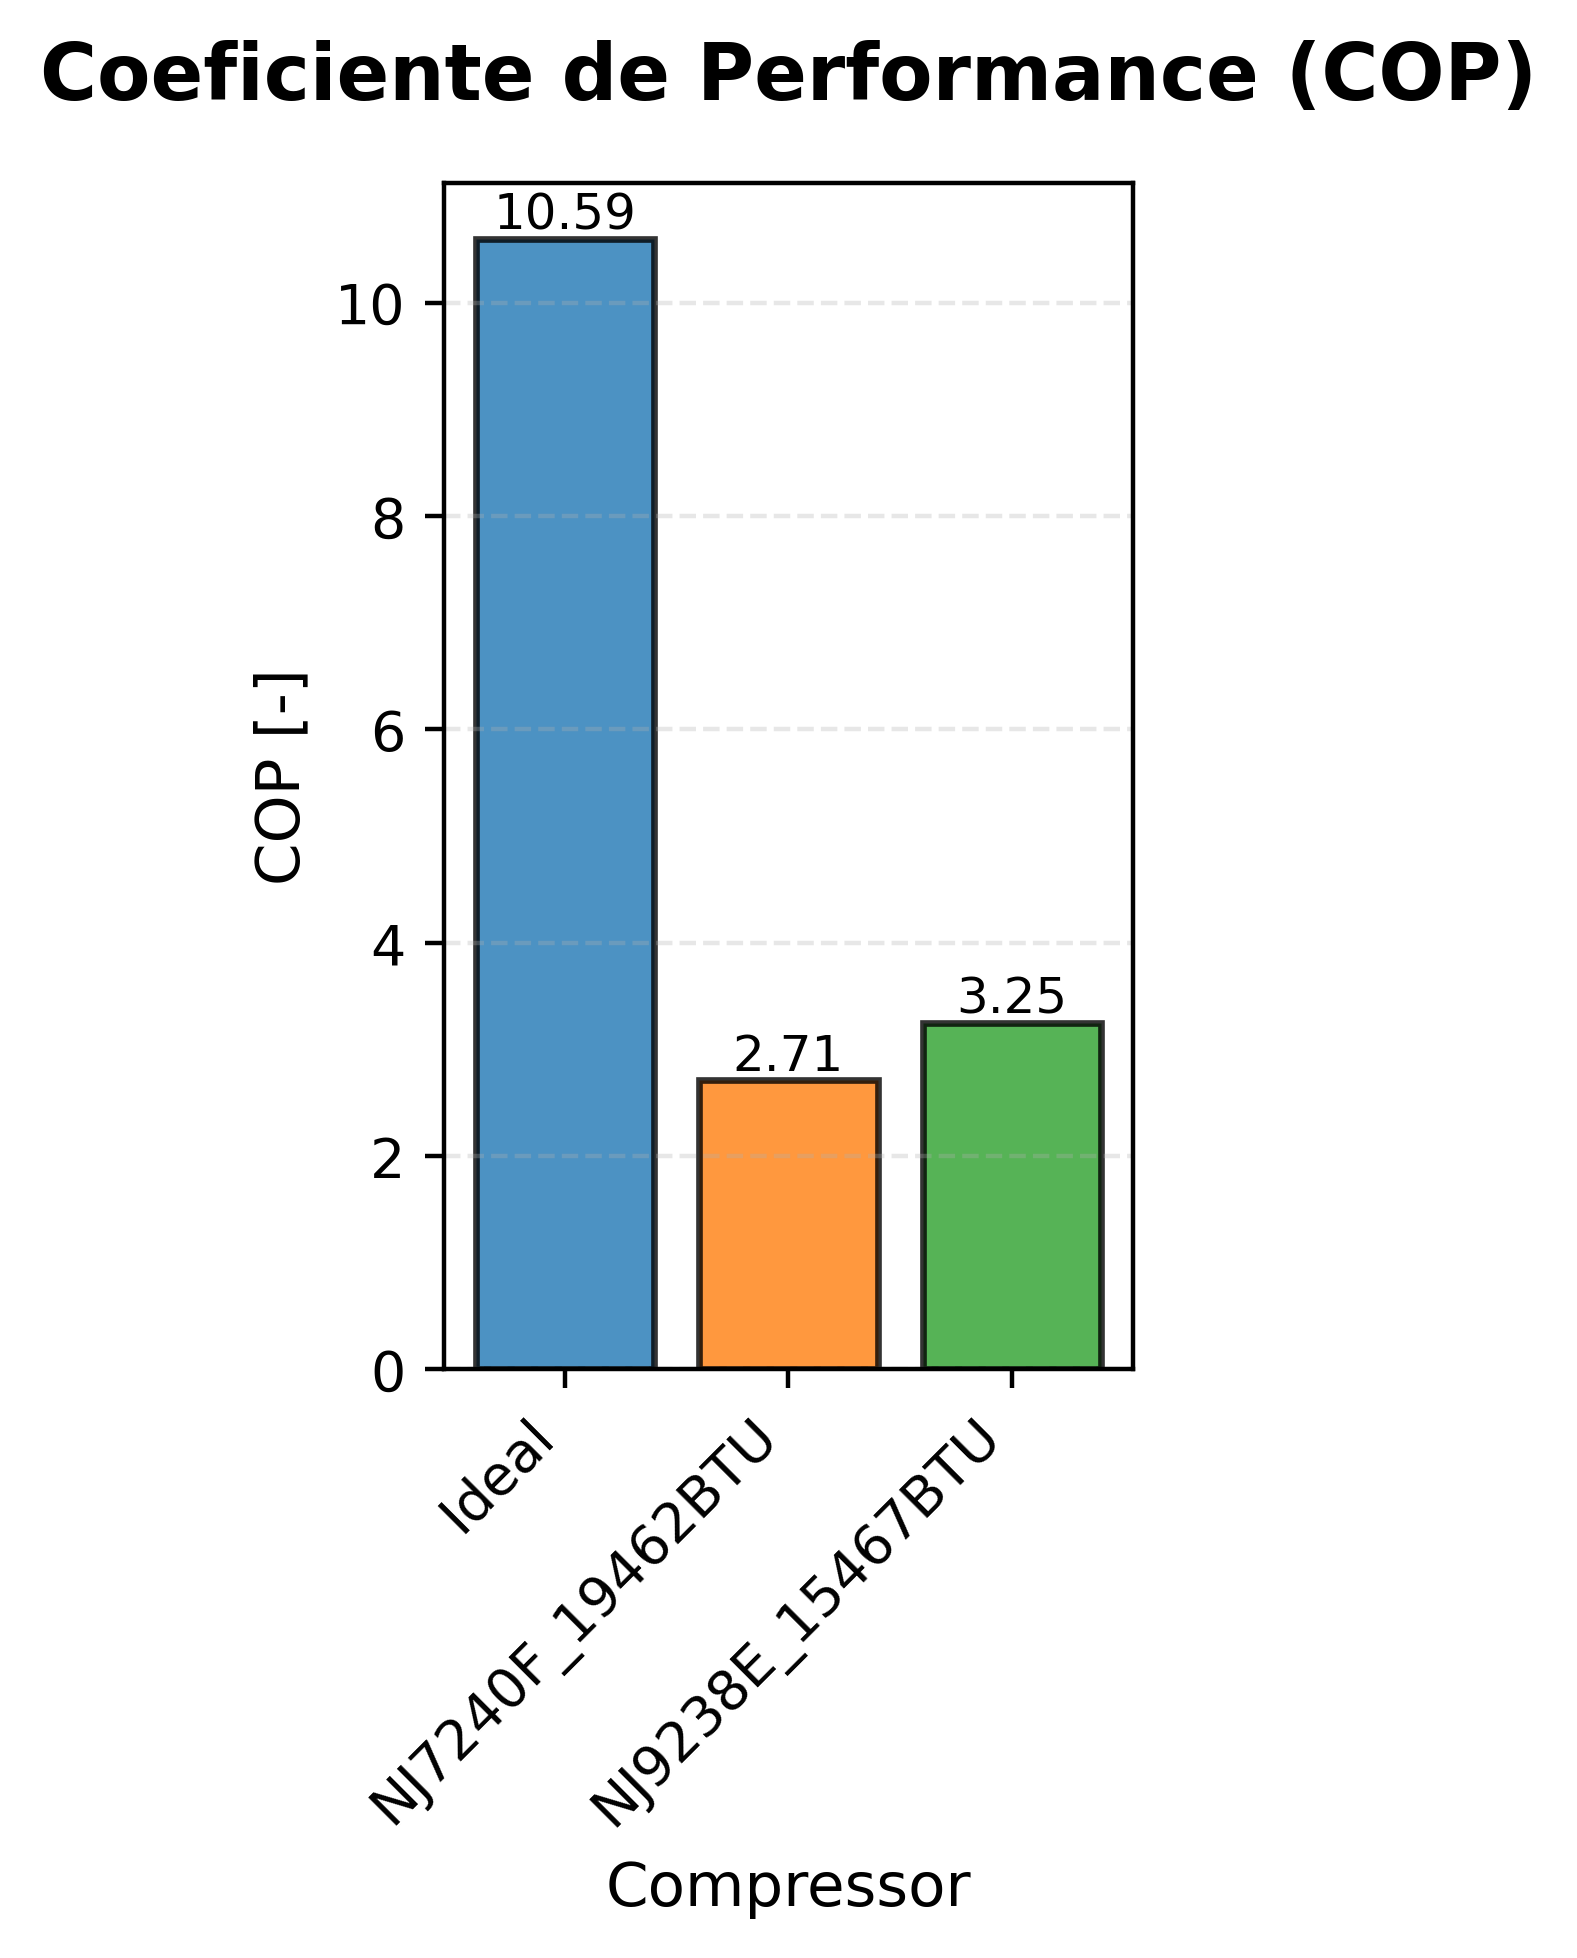 Coeficiente de Performance (COP)
10.59
10
8
6
4
2
0
COP [-]
2.71
3.25
Ideal
NJ7240F_19462BTU
NJ9238E_15467BTU
Compressor